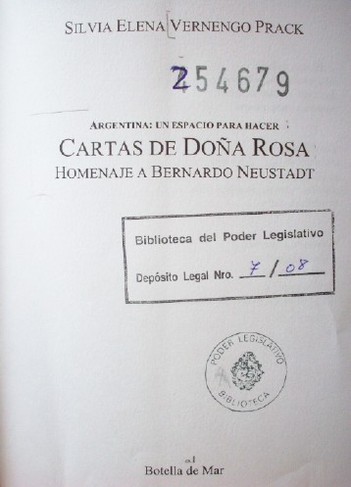 SILVIA ELENA VERNENGO PRACK
254679
ARGENTINA: UN ESPACIO PARA HACER
CARTAS DE DOÑA ROSA
HOMENAJE A BERNARDO NEUSTADT
Biblioteca del Poder Legislativo
Depósito Legal Nro. 7/08
PODER LEGISLATIVO
BIBLIOTECA
Botella de Mar